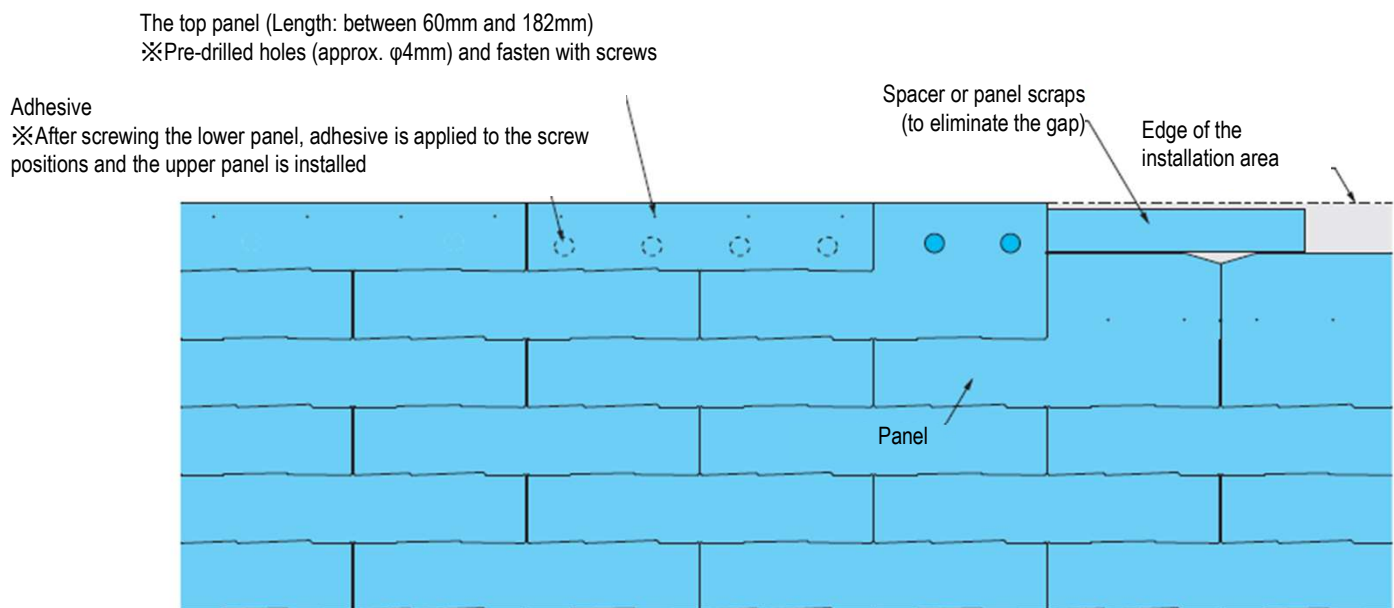 The top panel (Length: between 60mm and 182mm)
※Pre-drilled holes (approx. φ4mm) and fasten with screws
Adhesive
※After screwing the lower panel, adhesive is applied to the screw
positions and the upper panel is installed
Spacer or panel scraps
(to eliminate the gap)
Edge of the
installation area
Panel